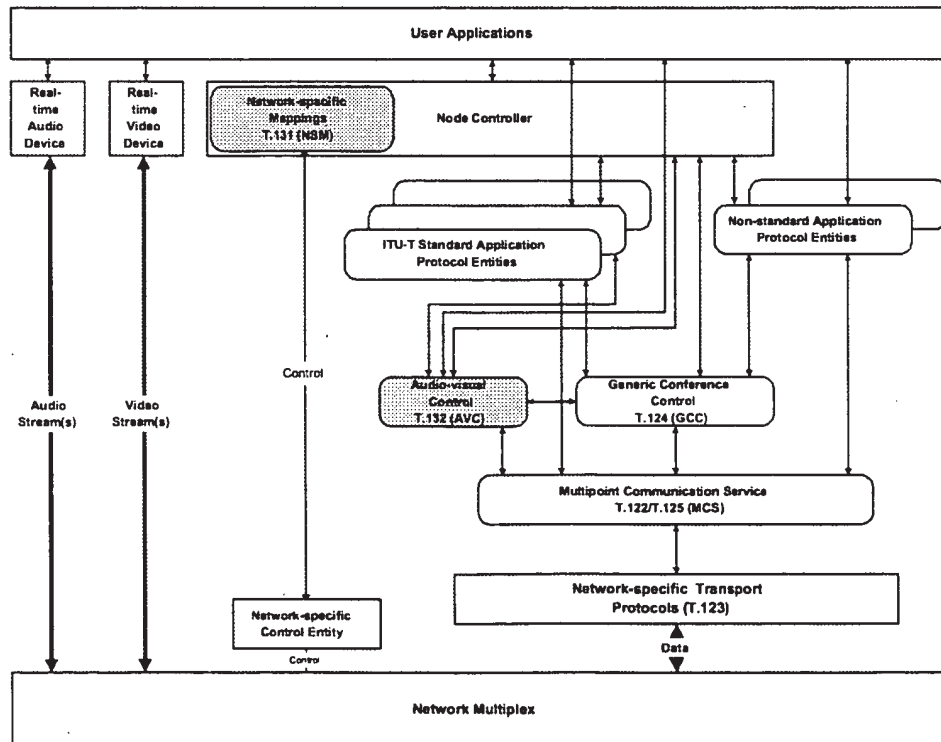 User Applications
Real-
time
Audio
Device
Real-
time
Video
Device
Network-specific
Mappings
T.131 (NSM)
Node Controller
ITU-T Standard Application
Protocol Entities
Non-standard Application
Protocol Entities
Control
Audio
Stream(s)
Video
Stream(s)
Audio-visual
Control
T.132 (AVC)
Generic Conference
Control
T.124 (GCC)
Multipoint Communication Service
T.122/T.125 (MCS)
Network-specific Transport
Protocols (T.123)
Network-specific
Control Entity
Control
Data
Network Multiplex